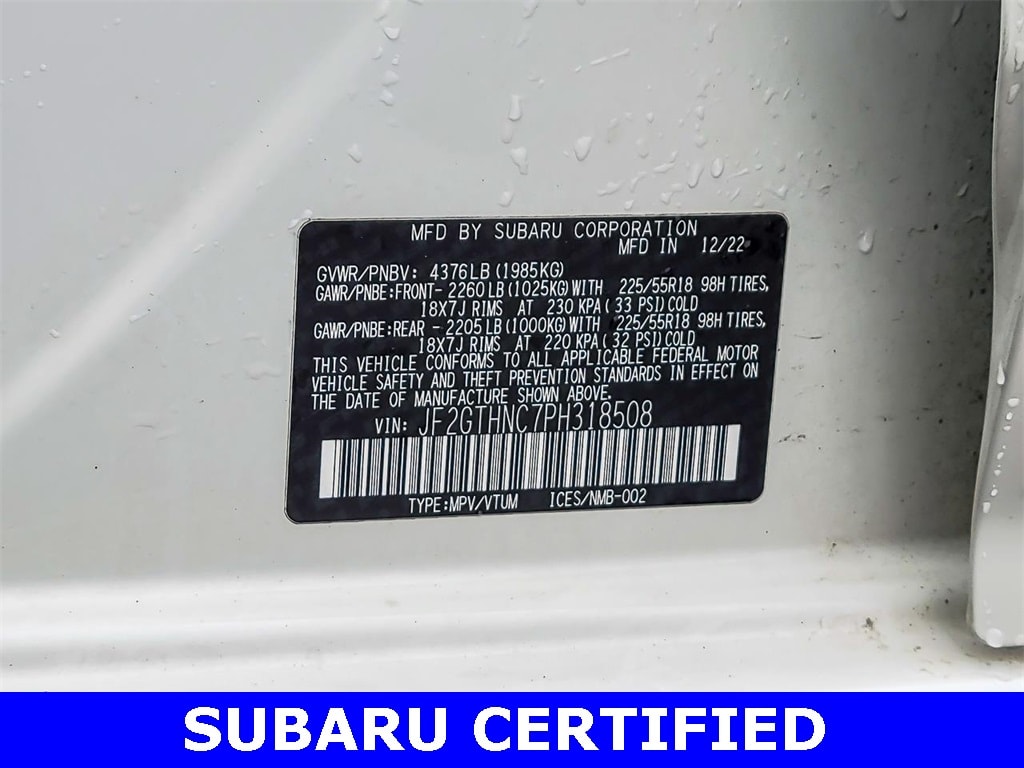 MFD BY SUBARU CORPORATION
MFD IN 12/22
GVWR/PNBV: 4376LB(1985KG)
GAWR/PNBE:FRONT- 2260LB(1025KG)WITH 225/55R18 98H TIRES,
18X7J RIMS AT 230 KPA( 33 PSI)COLD
GAWR/PNBE:REAR - 2205LB(1000KG)WITH 225/55R18 98H TIRES,
18X7J RIMS AT 220 KPA( 32 PSI)COLD
THIS VEHICLE CONFORMS TO ALL APPLICABLE FEDERAL MOTOR
VEHICLE SAFETY AND THEFT PREVENTION STANDARDS IN EFFECT ON
THE DATE OF MANUFACTURE SHOWN ABOVE.
VIN: JF2GTHNC7PH318508
TYPE:MPV/VTUM ICES/NMB-002
SUBARU CERTIFIED